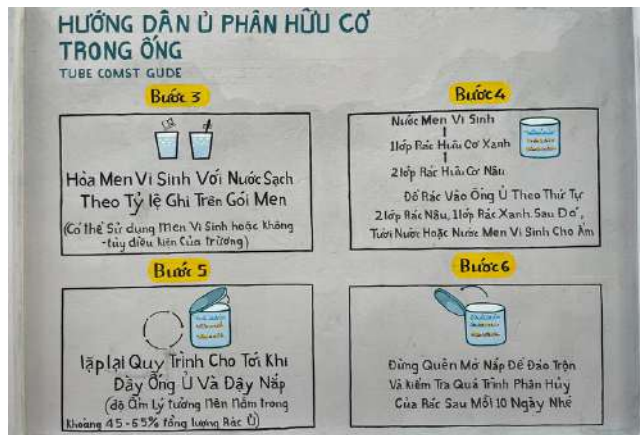 HƯỚNG DẪN Ủ PHÂN HỮU CƠ
TRONG ỐNG
TUBE COMST GUDE
Bước 3
Hòa Men Vi Sinh Với Nước Sạch
Theo Tỷ lệ Ghi Trên Gói Men
(Có thể Sử dụng Men Vi Sinh hoặc không
-tùy điều kiện Của trường)
Bước 4
Nước Men Vi Sinh
1lớp Rác Hữu Cơ Xanh
2lớp Rác Hữu Cơ Nâu
Đổ Rác Vào Ống Ủ Theo Thứ Tự
2lớp Rác Nâu, 1lớp Rác Xanh. Sau Đó,
Tưới Nước Hoặc Nước Men Vi Sinh Cho Ẩm
Bước 5
lặp lại Quy Trình Cho Tới Khi
Đầy Ống Ủ Và Đậy Nắp
(độ Ẩm Lý tưởng Nên Nằm trong
khoảng 45-65% tổng lượng Rác Ủ)
Bước 6
Đừng Quên Mở Nắp Để Đảo Trộn
Và kiểm Tra Quá Trình Phân Hủy
Của Rác Sau Mỗi 10 Ngày Nhé